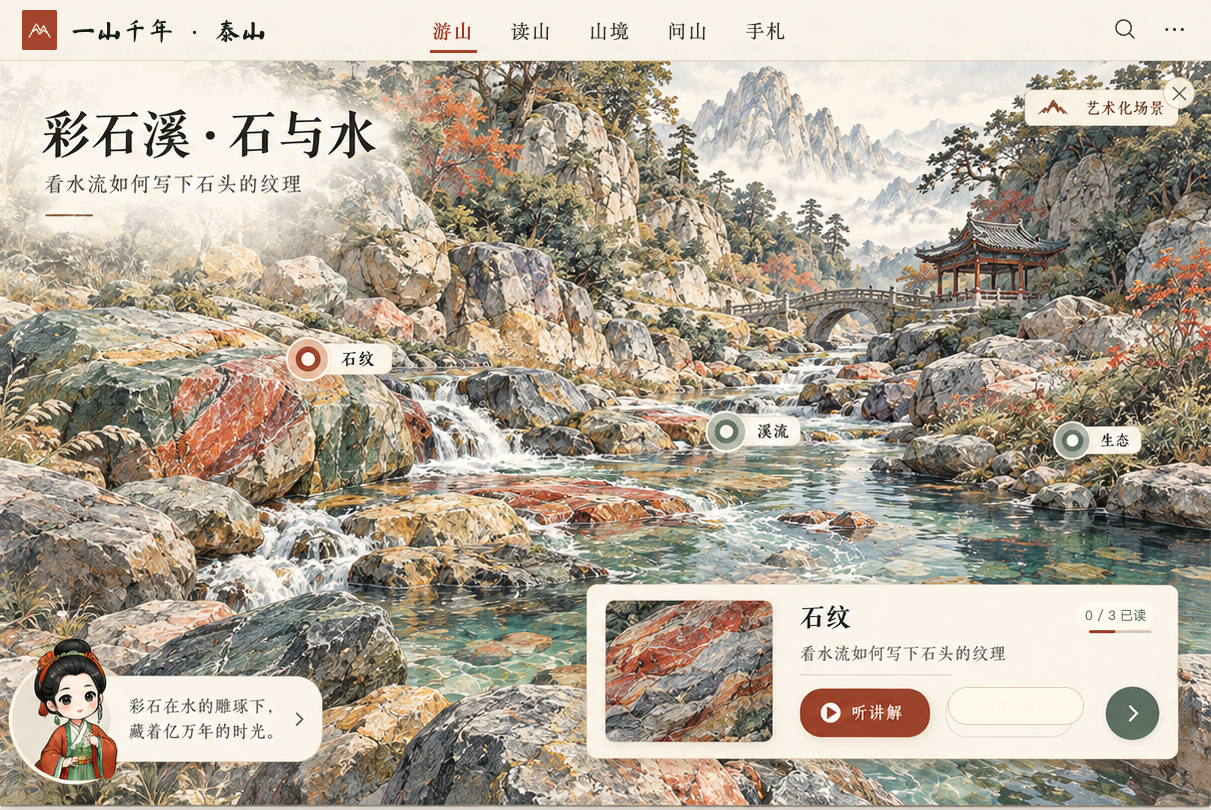 一山千年 · 泰山
游山
读山
山境
问山
手札
艺术化场景
彩石溪·石与水
看水流如何写下石头的纹理
石纹
溪流
生态
石纹
0 / 3 已读
看水流如何写下石头的纹理
听讲解
彩石在水的雕琢下，
藏着亿万年的时光。